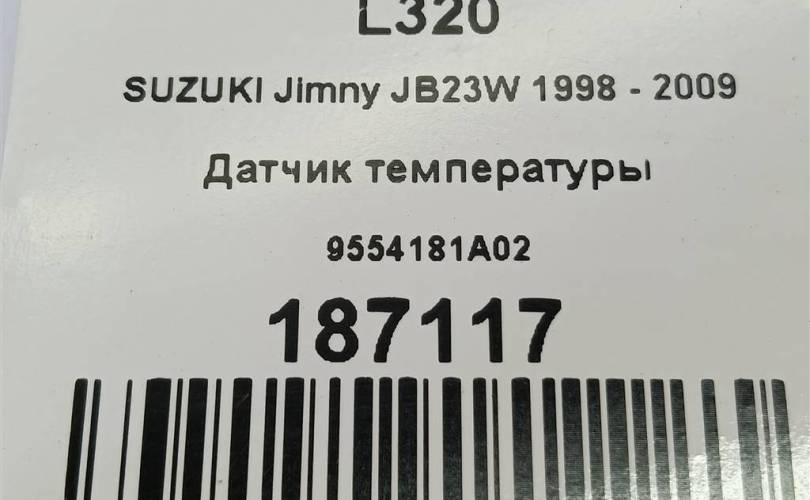 L320
SUZUKI Jimny JB23W 1998 - 2009
Датчик температуры
9554181A02
187117